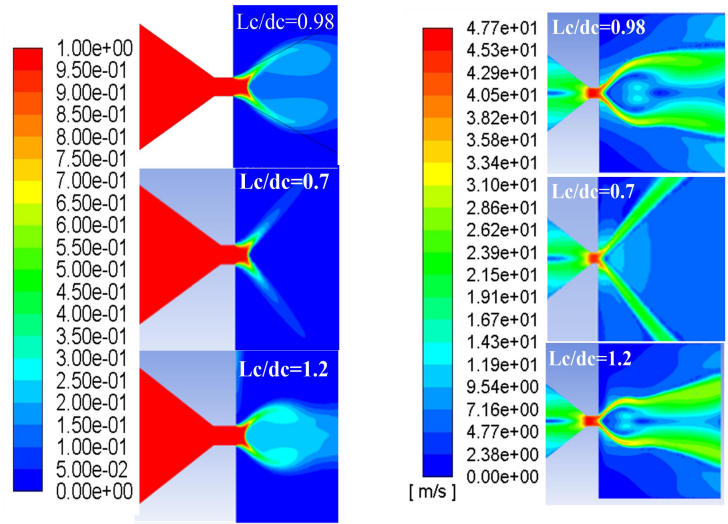 Lc/dc=0.98
1.00e+00
9.50e-01
9.00e-01
8.50e-01
8.00e-01
7.50e-01
7.00e-01
6.50e-01
6.00e-01
5.50e-01
5.00e-01
4.50e-01
4.00e-01
3.50e-01
3.00e-01
2.50e-01
2.00e-01
1.50e-01
1.00e-01
5.00e-02
0.00e+00
Lc/dc=0.7
Lc/dc=1.2
4.77e+01
4.53e+01
4.29e+01
4.05e+01
3.82e+01
3.58e+01
3.34e+01
3.10e+01
2.86e+01
2.62e+01
2.39e+01
2.15e+01
1.91e+01
1.67e+01
1.43e+01
1.19e+01
9.54e+00
7.16e+00
4.77e+00
2.38e+00
0.00e+00
[ m/s ]
Lc/dc=0.98
Lc/dc=0.7
Lc/dc=1.2